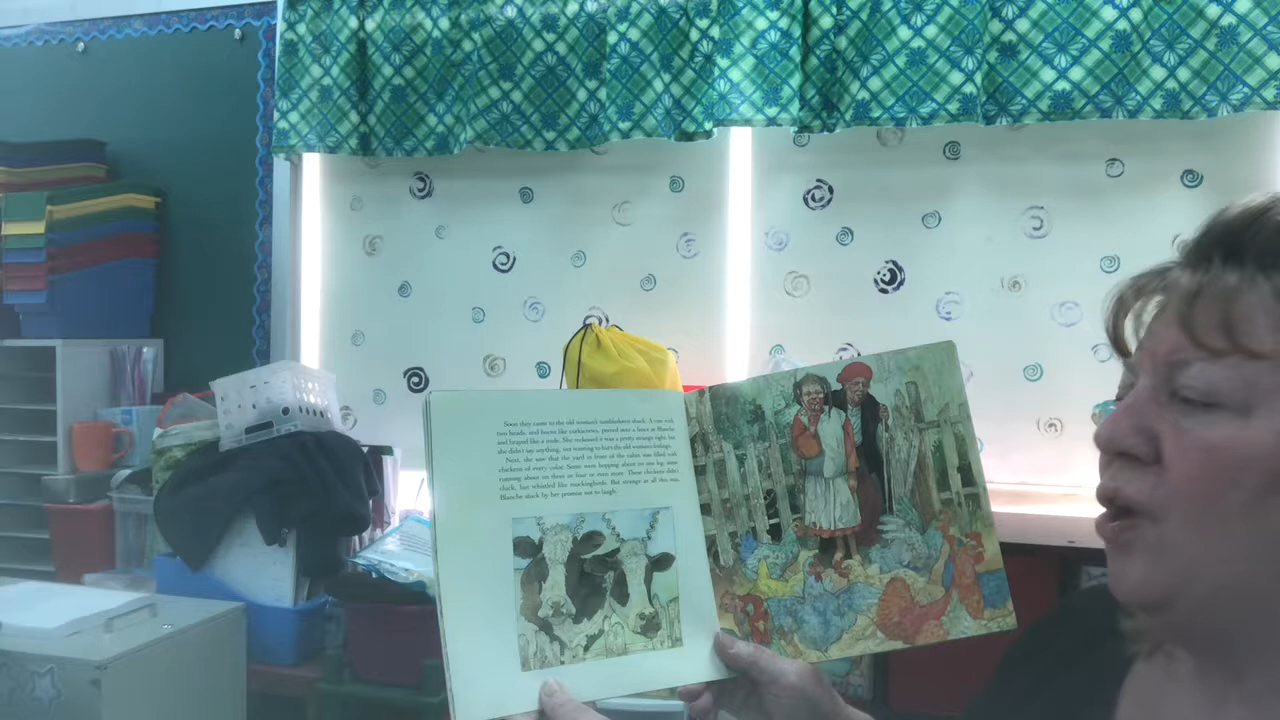 Soon they came to the old woman's tumbledown shack. A cow with
two heads, and horns like corkscrews, peered over a fence at Blanche
and brayed like a mule. She reckoned it was a pretty strange sight, but
she didn't say anything, not wanting to hurt the old woman's feelings.
Next, she saw that the yard in front of the cabin was filled with
chickens of every color. Some were hopping about on one leg, some
running about on three or four or even more. These chickens didn't
cluck, but whistled like mockingbirds. But strange as all this was,
Blanche stuck by her promise not to laugh.